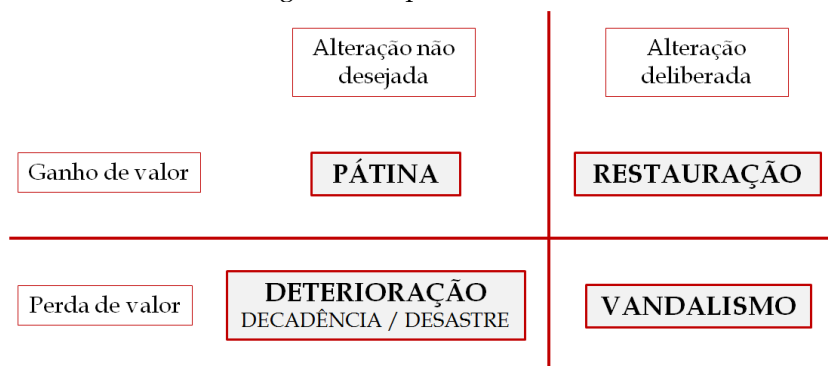 Alteração não
desejada
Alteração
deliberada
Ganho de valor
PÁTINA
RESTAURAÇÃO
Perda de valor
DETERIORAÇÃO
DECADÊNCIA / DESASTRE
VANDALISMO